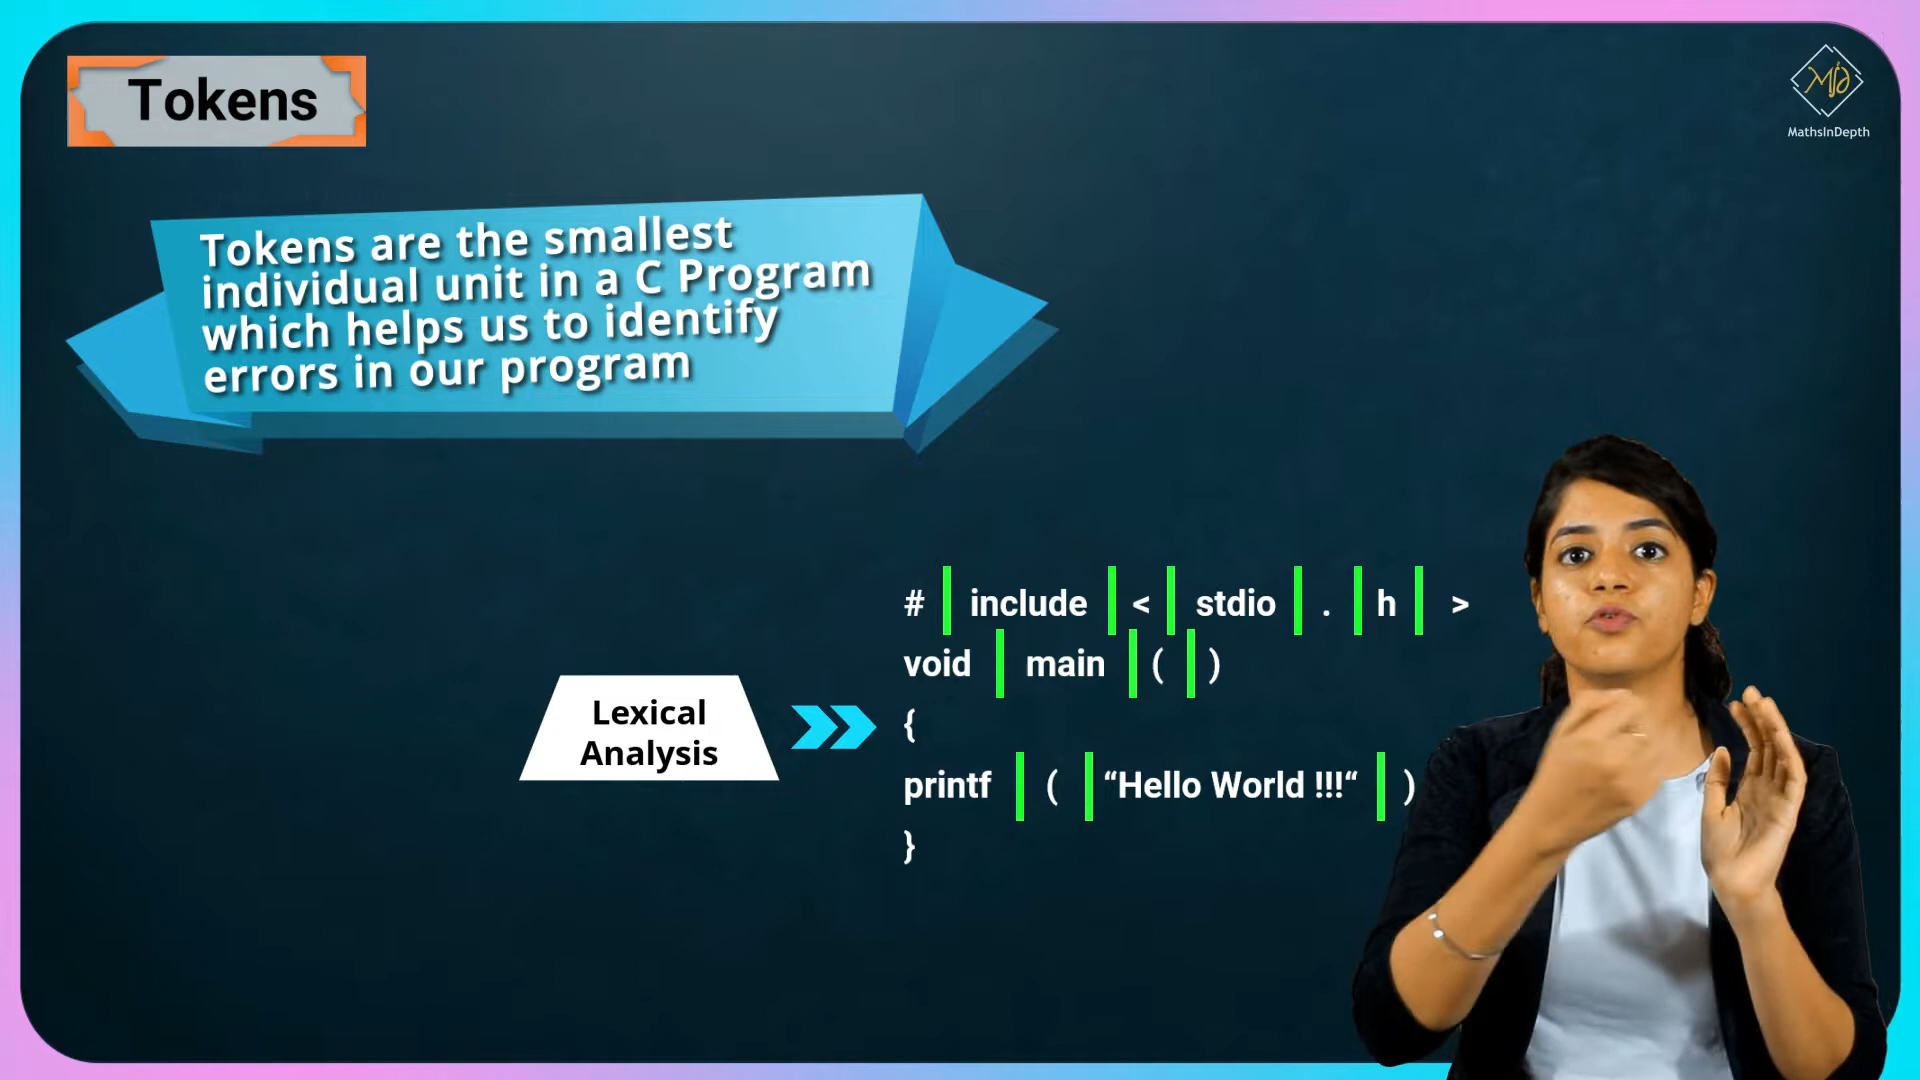 Tokens
MathsInDepth
Tokens are the smallest
individual unit in a C Program
which helps us to identify
errors in our program
Lexical
Analysis
# include < stdio . h >
void main ( )
{
printf ( “Hello World !!!“ )
}